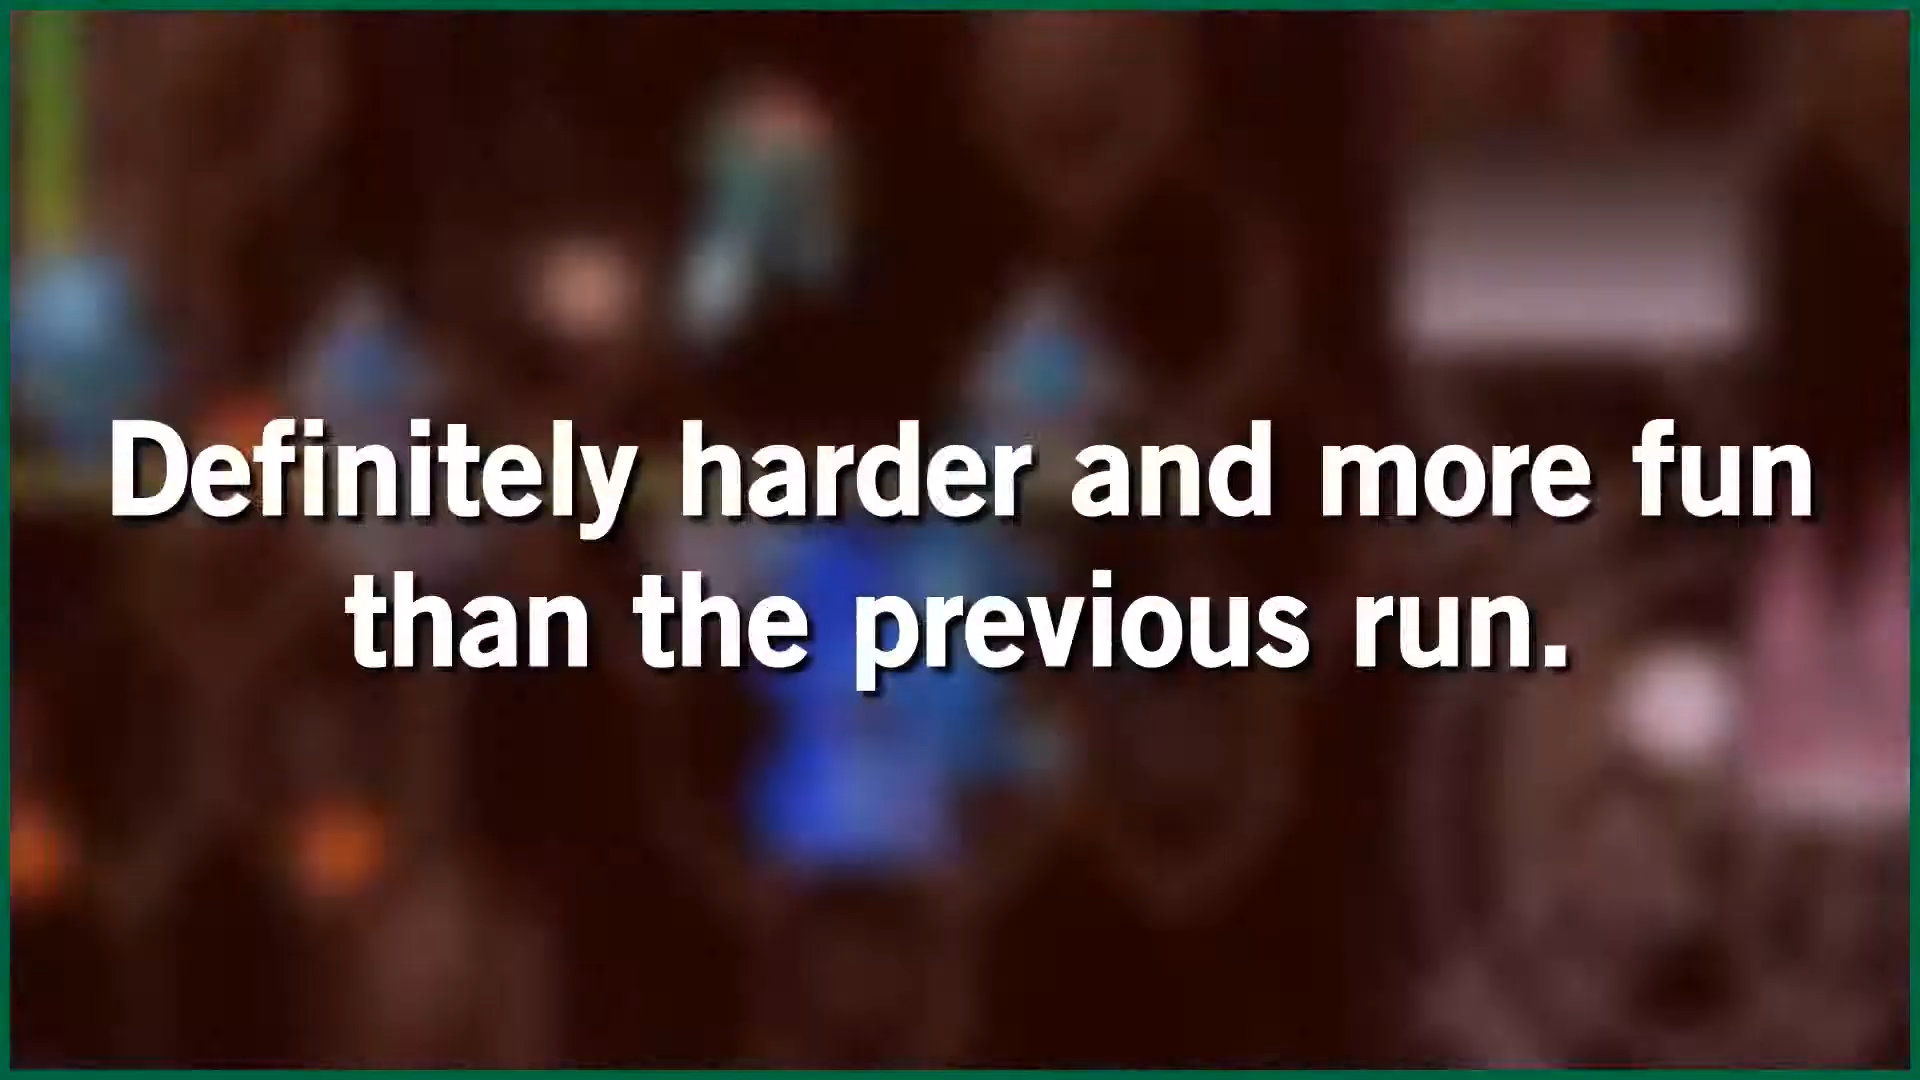 Definitely harder and more fun
than the previous run.